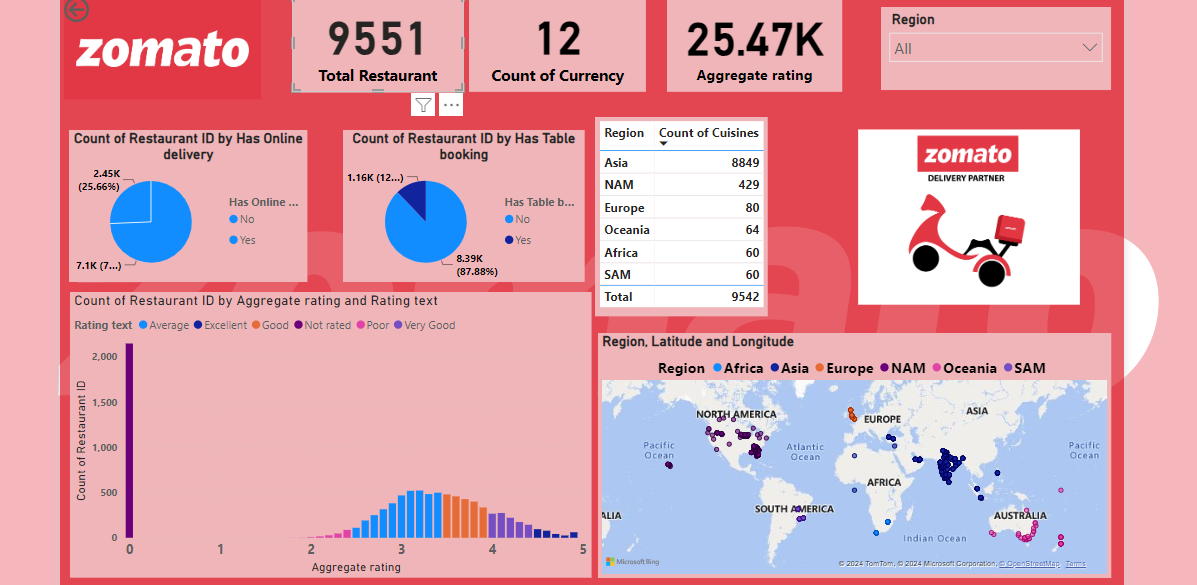 zomato
9551
Total Restaurant
12
Count of Currency
25.47K
Aggregate rating
Region
All
Count of Restaurant ID by Has Online
delivery
2.45K
(25.66%)
7.1K (7...)
Has Online ...
No
Yes
Count of Restaurant ID by Has Table
booking
1.16K (12...)
8.39K
(87.88%)
Has Table b...
No
Yes
Region Count of Cuisines
Asia 8849
NAM 429
Europe 80
Oceania 64
Africa 60
SAM 60
Total 9542
zomato
DELIVERY PARTNER
Count of Restaurant ID by Aggregate rating and Rating text
Rating text Average Excellent Good Not rated Poor Very Good
Count of Restaurant ID
2,000
1,500
1,000
500
0
0 1 2 3 4 5
Aggregate rating
Region, Latitude and Longitude
Region Africa Asia Europe NAM Oceania SAM
NORTH AMERICA
EUROPE
ASIA
Pacific
Ocean
Atlantic
Ocean
Pacific
Ocean
AFRICA
SOUTH AMERICA
ALIA
AUSTRALIA
Indian Ocean
Microsoft Bing
© 2024 TomTom, © 2024 Microsoft Corporation, © OpenStreetMap Terms